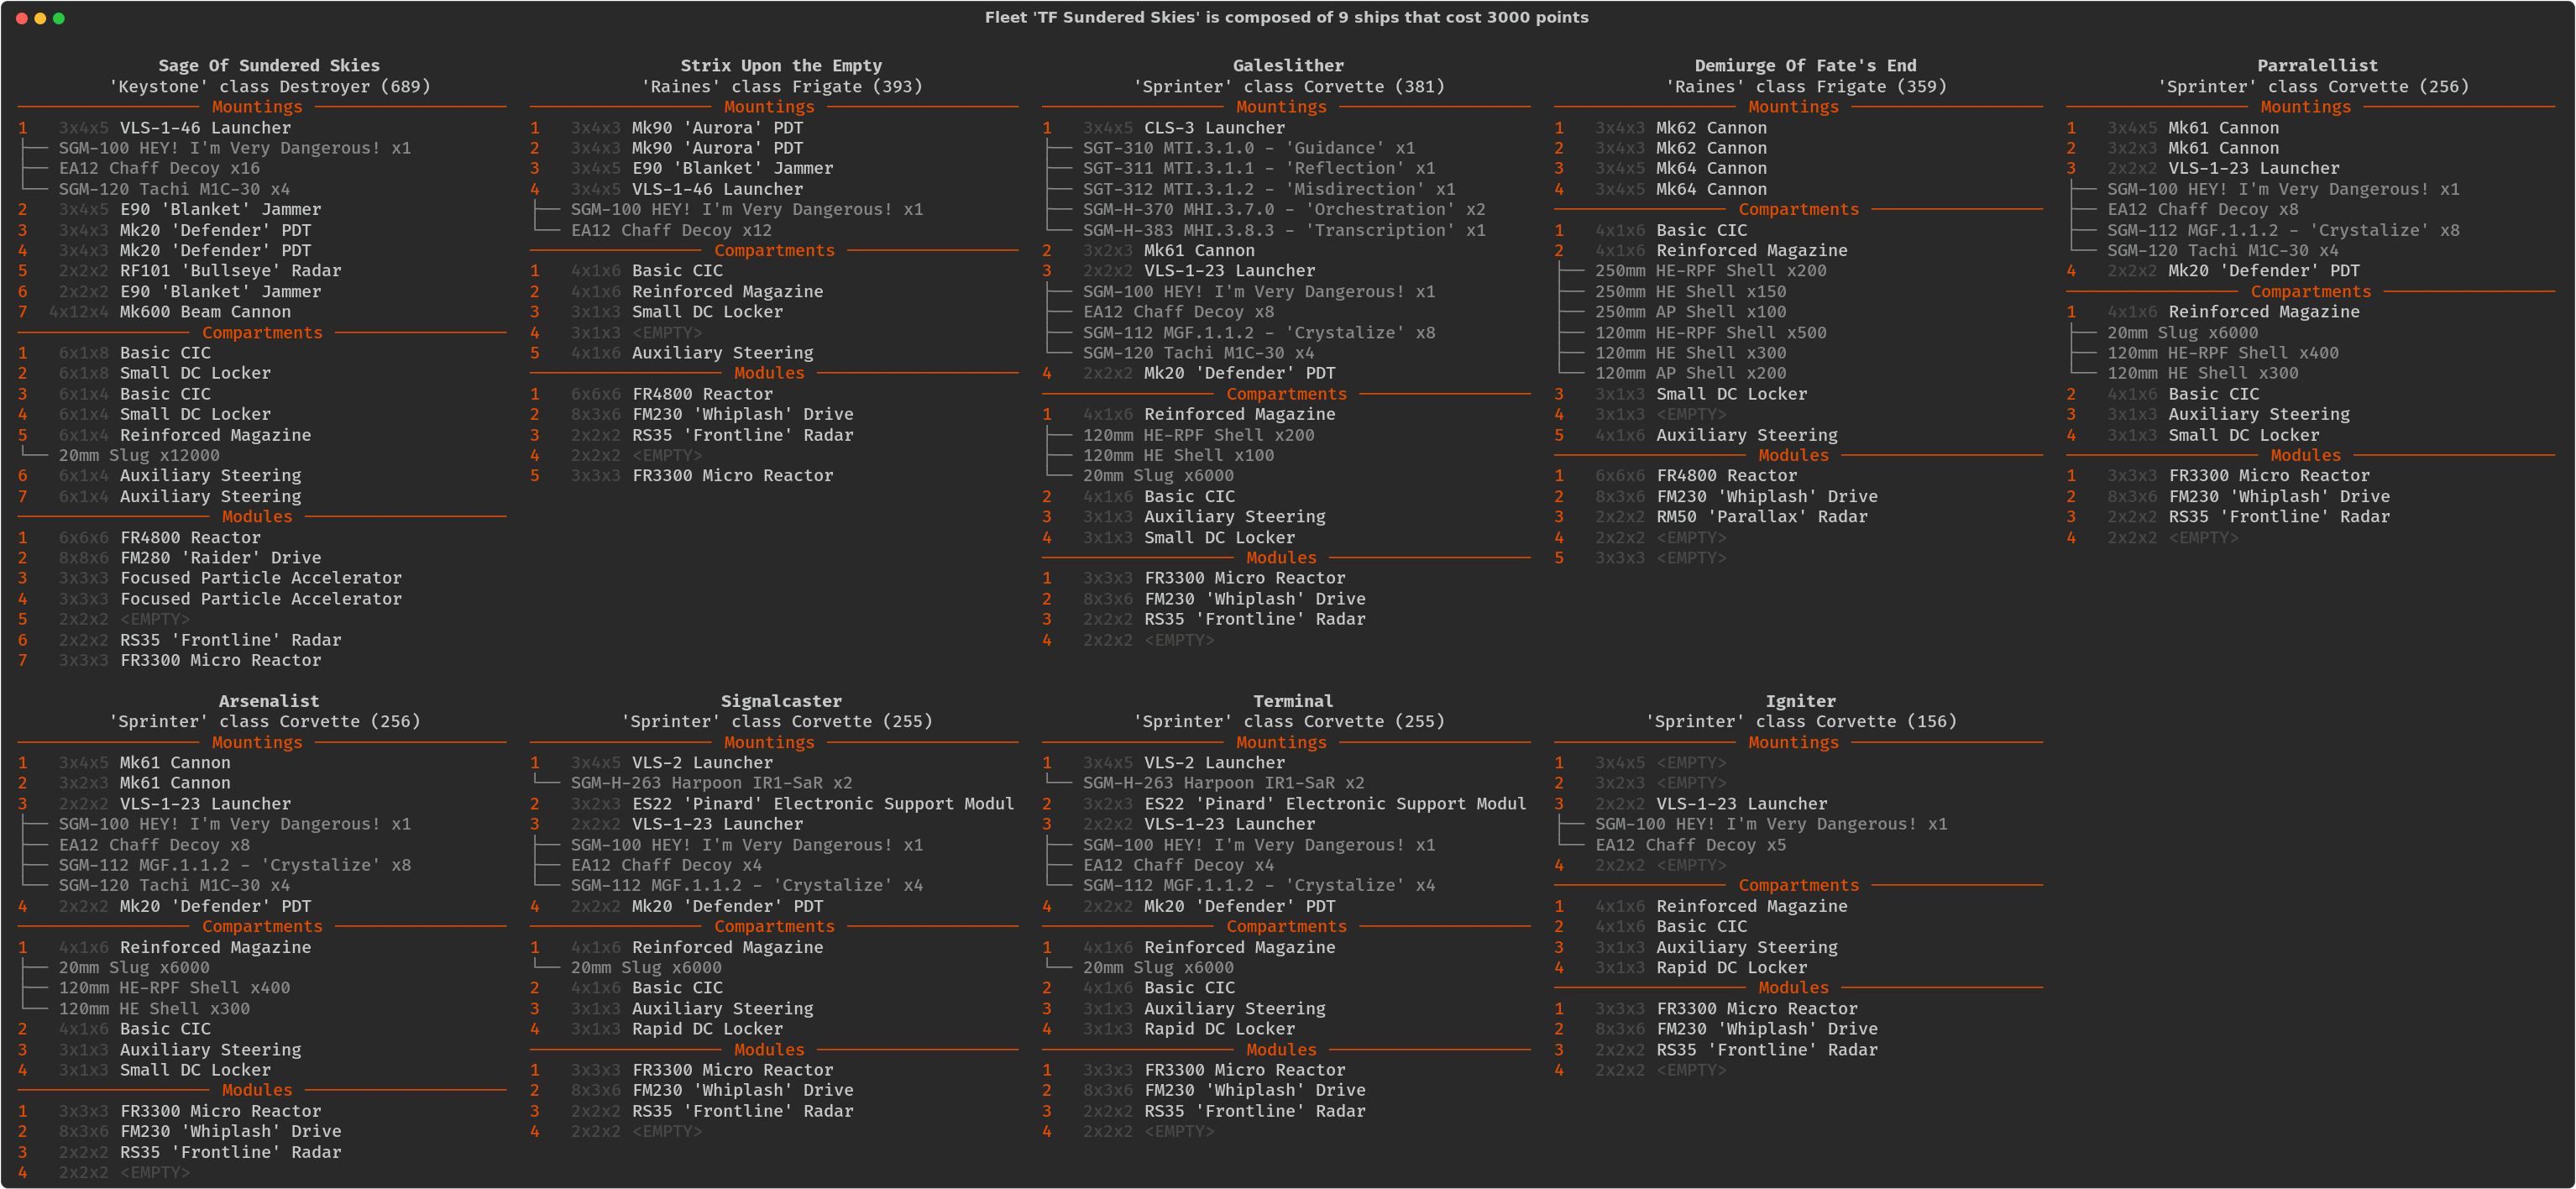 Fleet 'TF Sundered Skies' is composed of 9 ships that cost 3000 points
Sage Of Sundered Skies
'Keystone' class Destroyer (689)
Mountings
1 3x4x5 VLS-1-46 Launcher
SGM-100 HEY! I'm Very Dangerous! x1
EA12 Chaff Decoy x16
SGM-120 Tachi M1C-30 x4
2 3x4x5 E90 'Blanket' Jammer
3 3x4x3 Mk20 'Defender' PDT
4 3x4x3 Mk20 'Defender' PDT
5 2x2x2 RF101 'Bullseye' Radar
6 2x2x2 E90 'Blanket' Jammer
7 4x12x4 Mk600 Beam Cannon
Compartments
1 6x1x8 Basic CIC
2 6x1x8 Small DC Locker
3 6x1x4 Basic CIC
4 6x1x4 Small DC Locker
5 6x1x4 Reinforced Magazine
20mm Slug x12000
6 6x1x4 Auxiliary Steering
7 6x1x4 Auxiliary Steering
Modules
1 6x6x6 FR4800 Reactor
2 8x8x6 FM280 'Raider' Drive
3 3x3x3 Focused Particle Accelerator
4 3x3x3 Focused Particle Accelerator
5 2x2x2 <EMPTY>
6 2x2x2 RS35 'Frontline' Radar
7 3x3x3 FR3300 Micro Reactor
Strix Upon the Empty
'Raines' class Frigate (393)
Mountings
1 3x4x3 Mk90 'Aurora' PDT
2 3x4x3 Mk90 'Aurora' PDT
3 3x4x5 E90 'Blanket' Jammer
4 3x4x5 VLS-1-46 Launcher
SGM-100 HEY! I'm Very Dangerous! x1
EA12 Chaff Decoy x12
Compartments
1 4x1x6 Basic CIC
2 4x1x6 Reinforced Magazine
3 3x1x3 Small DC Locker
4 3x1x3 <EMPTY>
5 4x1x6 Auxiliary Steering
Modules
1 6x6x6 FR4800 Reactor
2 8x3x6 FM230 'Whiplash' Drive
3 2x2x2 RS35 'Frontline' Radar
4 2x2x2 <EMPTY>
5 3x3x3 FR3300 Micro Reactor
Galeslither
'Sprinter' class Corvette (381)
Mountings
1 3x4x5 CLS-3 Launcher
SGT-310 MTI.3.1.0 - 'Guidance' x1
SGT-311 MTI.3.1.1 - 'Reflection' x1
SGT-312 MTI.3.1.2 - 'Misdirection' x1
SGM-H-370 MHI.3.7.0 - 'Orchestration' x2
SGM-H-383 MHI.3.8.3 - 'Transcription' x1
2 3x2x3 Mk61 Cannon
3 2x2x2 VLS-1-23 Launcher
SGM-100 HEY! I'm Very Dangerous! x1
EA12 Chaff Decoy x8
SGM-112 MGF.1.1.2 - 'Crystalize' x8
SGM-120 Tachi M1C-30 x4
4 2x2x2 Mk20 'Defender' PDT
Compartments
1 4x1x6 Reinforced Magazine
120mm HE-RPF Shell x200
120mm HE Shell x100
20mm Slug x6000
2 4x1x6 Basic CIC
3 3x1x3 Auxiliary Steering
4 3x1x3 Small DC Locker
Modules
1 3x3x3 FR3300 Micro Reactor
2 8x3x6 FM230 'Whiplash' Drive
3 2x2x2 RS35 'Frontline' Radar
4 2x2x2 <EMPTY>
Demiurge Of Fate's End
'Raines' class Frigate (359)
Mountings
1 3x4x3 Mk62 Cannon
2 3x4x3 Mk62 Cannon
3 3x4x5 Mk64 Cannon
4 3x4x5 Mk64 Cannon
Compartments
1 4x1x6 Basic CIC
2 4x1x6 Reinforced Magazine
250mm HE-RPF Shell x200
250mm HE Shell x150
250mm AP Shell x100
120mm HE-RPF Shell x500
120mm HE Shell x300
120mm AP Shell x200
3 3x1x3 Small DC Locker
4 3x1x3 <EMPTY>
5 4x1x6 Auxiliary Steering
Modules
1 6x6x6 FR4800 Reactor
2 8x3x6 FM230 'Whiplash' Drive
3 2x2x2 RM50 'Parallax' Radar
4 2x2x2 <EMPTY>
5 3x3x3 <EMPTY>
Parralellist
'Sprinter' class Corvette (256)
Mountings
1 3x4x5 Mk61 Cannon
2 3x2x3 Mk61 Cannon
3 2x2x2 VLS-1-23 Launcher
SGM-100 HEY! I'm Very Dangerous! x1
EA12 Chaff Decoy x8
SGM-112 MGF.1.1.2 - 'Crystalize' x8
SGM-120 Tachi M1C-30 x4
4 2x2x2 Mk20 'Defender' PDT
Compartments
1 4x1x6 Reinforced Magazine
20mm Slug x6000
120mm HE-RPF Shell x400
120mm HE Shell x300
2 4x1x6 Basic CIC
3 3x1x3 Auxiliary Steering
4 3x1x3 Small DC Locker
Modules
1 3x3x3 FR3300 Micro Reactor
2 8x3x6 FM230 'Whiplash' Drive
3 2x2x2 RS35 'Frontline' Radar
4 2x2x2 <EMPTY>
Arsenalist
'Sprinter' class Corvette (256)
Mountings
1 3x4x5 Mk61 Cannon
2 3x2x3 Mk61 Cannon
3 2x2x2 VLS-1-23 Launcher
SGM-100 HEY! I'm Very Dangerous! x1
EA12 Chaff Decoy x8
SGM-112 MGF.1.1.2 - 'Crystalize' x8
SGM-120 Tachi M1C-30 x4
4 2x2x2 Mk20 'Defender' PDT
Compartments
1 4x1x6 Reinforced Magazine
20mm Slug x6000
120mm HE-RPF Shell x400
120mm HE Shell x300
2 4x1x6 Basic CIC
3 3x1x3 Auxiliary Steering
4 3x1x3 Small DC Locker
Modules
1 3x3x3 FR3300 Micro Reactor
2 8x3x6 FM230 'Whiplash' Drive
3 2x2x2 RS35 'Frontline' Radar
4 2x2x2 <EMPTY>
Signalcaster
'Sprinter' class Corvette (255)
Mountings
1 3x4x5 VLS-2 Launcher
SGM-H-263 Harpoon IR1-SaR x2
2 3x2x3 ES22 'Pinard' Electronic Support Modul
3 2x2x2 VLS-1-23 Launcher
SGM-100 HEY! I'm Very Dangerous! x1
EA12 Chaff Decoy x4
SGM-112 MGF.1.1.2 - 'Crystalize' x4
4 2x2x2 Mk20 'Defender' PDT
Compartments
1 4x1x6 Reinforced Magazine
20mm Slug x6000
2 4x1x6 Basic CIC
3 3x1x3 Auxiliary Steering
4 3x1x3 Rapid DC Locker
Modules
1 3x3x3 FR3300 Micro Reactor
2 8x3x6 FM230 'Whiplash' Drive
3 2x2x2 RS35 'Frontline' Radar
4 2x2x2 <EMPTY>
Terminal
'Sprinter' class Corvette (255)
Mountings
1 3x4x5 VLS-2 Launcher
SGM-H-263 Harpoon IR1-SaR x2
2 3x2x3 ES22 'Pinard' Electronic Support Modul
3 2x2x2 VLS-1-23 Launcher
SGM-100 HEY! I'm Very Dangerous! x1
EA12 Chaff Decoy x4
SGM-112 MGF.1.1.2 - 'Crystalize' x4
4 2x2x2 Mk20 'Defender' PDT
Compartments
1 4x1x6 Reinforced Magazine
20mm Slug x6000
2 4x1x6 Basic CIC
3 3x1x3 Auxiliary Steering
4 3x1x3 Rapid DC Locker
Modules
1 3x3x3 FR3300 Micro Reactor
2 8x3x6 FM230 'Whiplash' Drive
3 2x2x2 RS35 'Frontline' Radar
4 2x2x2 <EMPTY>
Igniter
'Sprinter' class Corvette (156)
Mountings
1 3x4x5 <EMPTY>
2 3x2x3 <EMPTY>
3 2x2x2 VLS-1-23 Launcher
SGM-100 HEY! I'm Very Dangerous! x1
EA12 Chaff Decoy x5
4 2x2x2 <EMPTY>
Compartments
1 4x1x6 Reinforced Magazine
2 4x1x6 Basic CIC
3 3x1x3 Auxiliary Steering
4 3x1x3 Rapid DC Locker
Modules
1 3x3x3 FR3300 Micro Reactor
2 8x3x6 FM230 'Whiplash' Drive
3 2x2x2 RS35 'Frontline' Radar
4 2x2x2 <EMPTY>